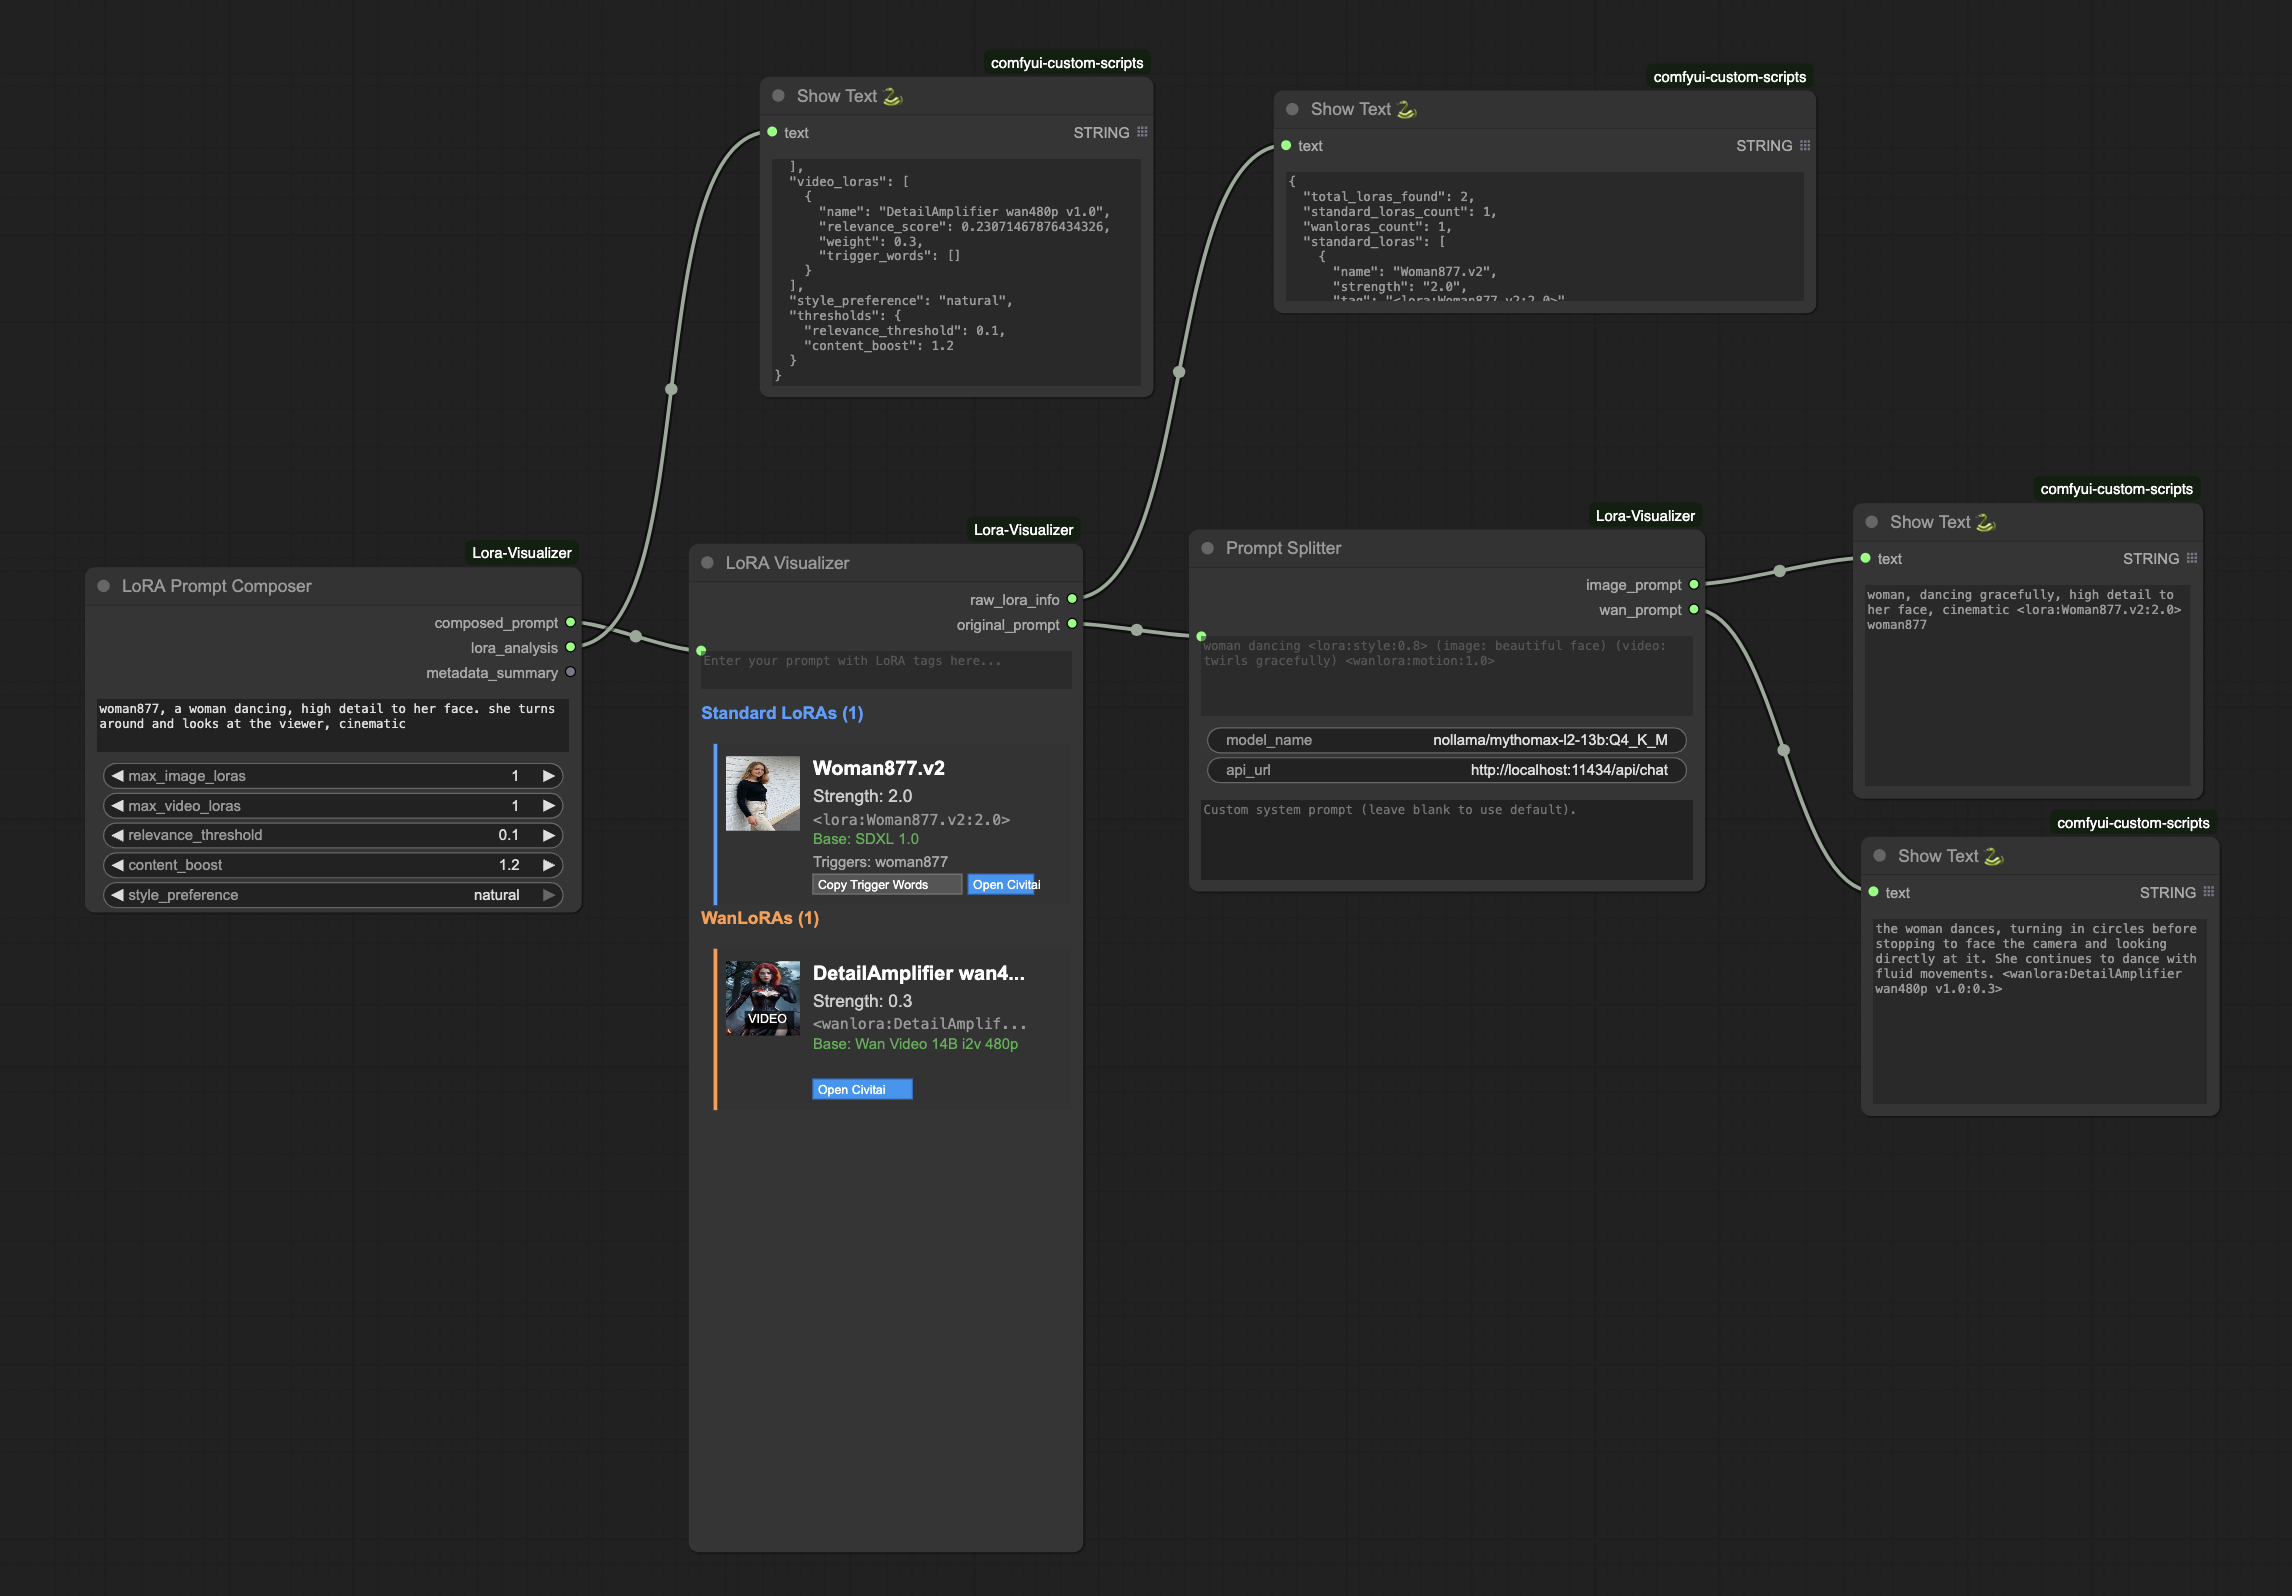 comfyui-custom-scripts
Show Text 🐍
text STRING
],
"video_loras": [
{
"name": "DetailAmplifier wan480p v1.0",
"relevance_score": 0.23071467876434326,
"weight": 0.3,
"trigger_words": []
}
],
"style_preference": "natural",
"thresholds": {
"relevance_threshold": 0.1,
"content_boost": 1.2
}
}
comfyui-custom-scripts
Show Text 🐍
text STRING
{
"total_loras_found": 2,
"standard_loras_count": 1,
"wanloras_count": 1,
"standard_loras": [
{
"name": "Woman877.v2",
"strength": "2.0",
"tag": "<lora:Woman877.v2:2.0>"
Lora-Visualizer
LoRA Prompt Composer
composed_prompt
lora_analysis
metadata_summary
woman877, a woman dancing, high detail to her face. she turns
around and looks at the viewer, cinematic
max_image_loras 1
max_video_loras 1
relevance_threshold 0.1
content_boost 1.2
style_preference natural
Lora-Visualizer
LoRA Visualizer
raw_lora_info
original_prompt
Enter your prompt with LoRA tags here...
Standard LoRAs (1)
Woman877.v2
Strength: 2.0
<lora:Woman877.v2:2.0>
Base: SDXL 1.0
Triggers: woman877
Copy Trigger Words Open Civitai
WanLoRAs (1)
VIDEO
DetailAmplifier wan4...
Strength: 0.3
<wanlora:DetailAmplif...
Base: Wan Video 14B i2v 480p
Open Civitai
Lora-Visualizer
Prompt Splitter
image_prompt
wan_prompt
woman dancing <lora:style:0.8> (image: beautiful face) (video:
twirls gracefully) <wanlora:motion:1.0>
model_name nollama/mythomax-l2-13b:Q4_K_M
api_url http://localhost:11434/api/chat
Custom system prompt (leave blank to use default).
comfyui-custom-scripts
Show Text 🐍
text STRING
woman, dancing gracefully, high detail to
her face, cinematic <lora:Woman877.v2:2.0>
woman877
comfyui-custom-scripts
Show Text 🐍
text STRING
the woman dances, turning in circles before
stopping to face the camera and looking
directly at it. She continues to dance with
fluid movements. <wanlora:DetailAmplifier
wan480p v1.0:0.3>